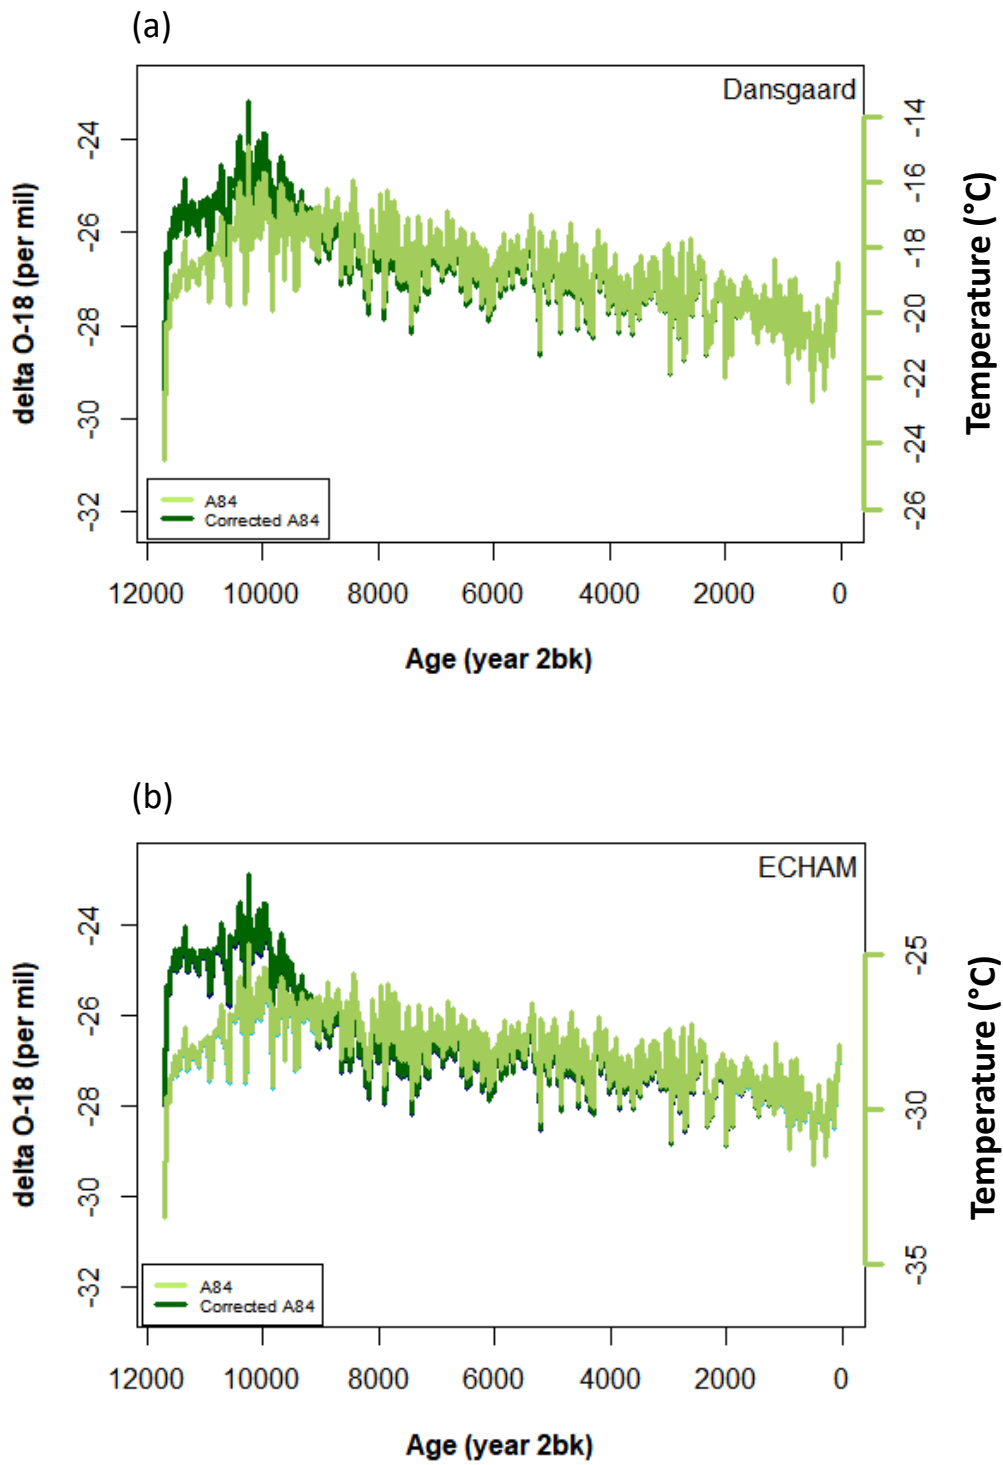 (a)
Dansgaard
delta O-18 (per mil)
-24
-26
-28
-30
-32
Temperature (°C)
-14
-16
-18
-20
-22
-24
-26
A84
Corrected A84
12000 10000 8000 6000 4000 2000 0
Age (year 2bk)
(b)
ECHAM
delta O-18 (per mil)
-24
-26
-28
-30
-32
Temperature (°C)
-25
-30
-35
A84
Corrected A84
12000 10000 8000 6000 4000 2000 0
Age (year 2bk)